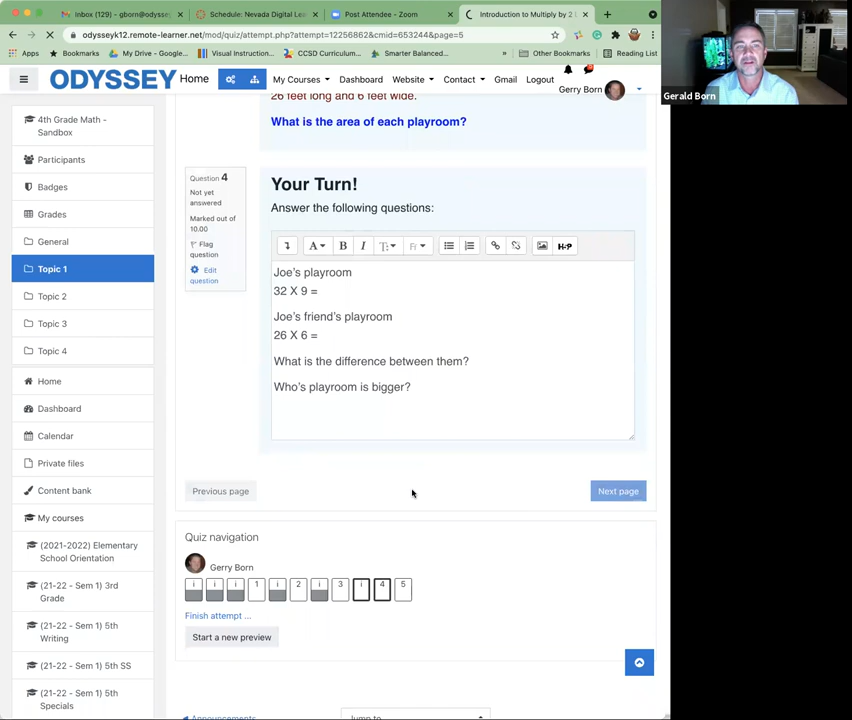 Inbox (129) - gborn@odysse
Schedule: Nevada Digital Lea
Post Attendee - Zoom
Introduction to Multiply by 2
odysseyk12.remote-learner.net/mod/quiz/attempt.php?attempt=12256862&cmid=653244&page=5
Apps
Bookmarks
My Drive - Google...
Visual Instruction...
CCSD Curriculum...
Smarter Balanced...
»
Other Bookmarks
Reading List
ODYSSEY
Home
My Courses
Dashboard
Website
Contact
Gmail
Logout
Gerry Born
Gerald Born
4th Grade Math -
Sandbox
Participants
Badges
Grades
General
Topic 1
Topic 2
Topic 3
Topic 4
Home
Dashboard
Calendar
Private files
Content bank
My courses
(2021-2022) Elementary
School Orientation
(21-22 - Sem 1) 3rd
Grade
(21-22 - Sem 1) 5th
Writing
(21-22 - Sem 1) 5th SS
(21-22 - Sem 1) 5th
Specials
26 feet long and 6 feet wide.
What is the area of each playroom?
Question 4
Not yet
answered
Marked out of
10.00
Flag
question
Edit
question
Your Turn!
Answer the following questions:
A
B
I
H-P
Joe's playroom
32 X 9 =
Joe's friend's playroom
26 X 6 =
What is the difference between them?
Who's playroom is bigger?
Previous page
Next page
Quiz navigation
Gerry Born
i i i 1 i 2 i 3 i 4 5
Finish attempt ...
Start a new preview
Announcements
Jump to...